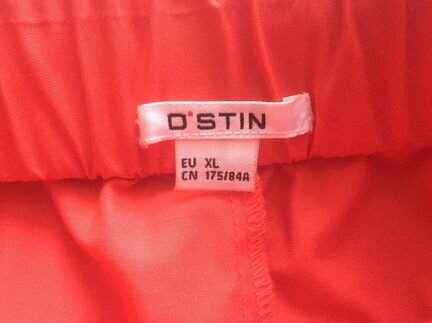 O'STIN
EU XL
CN 175/84A